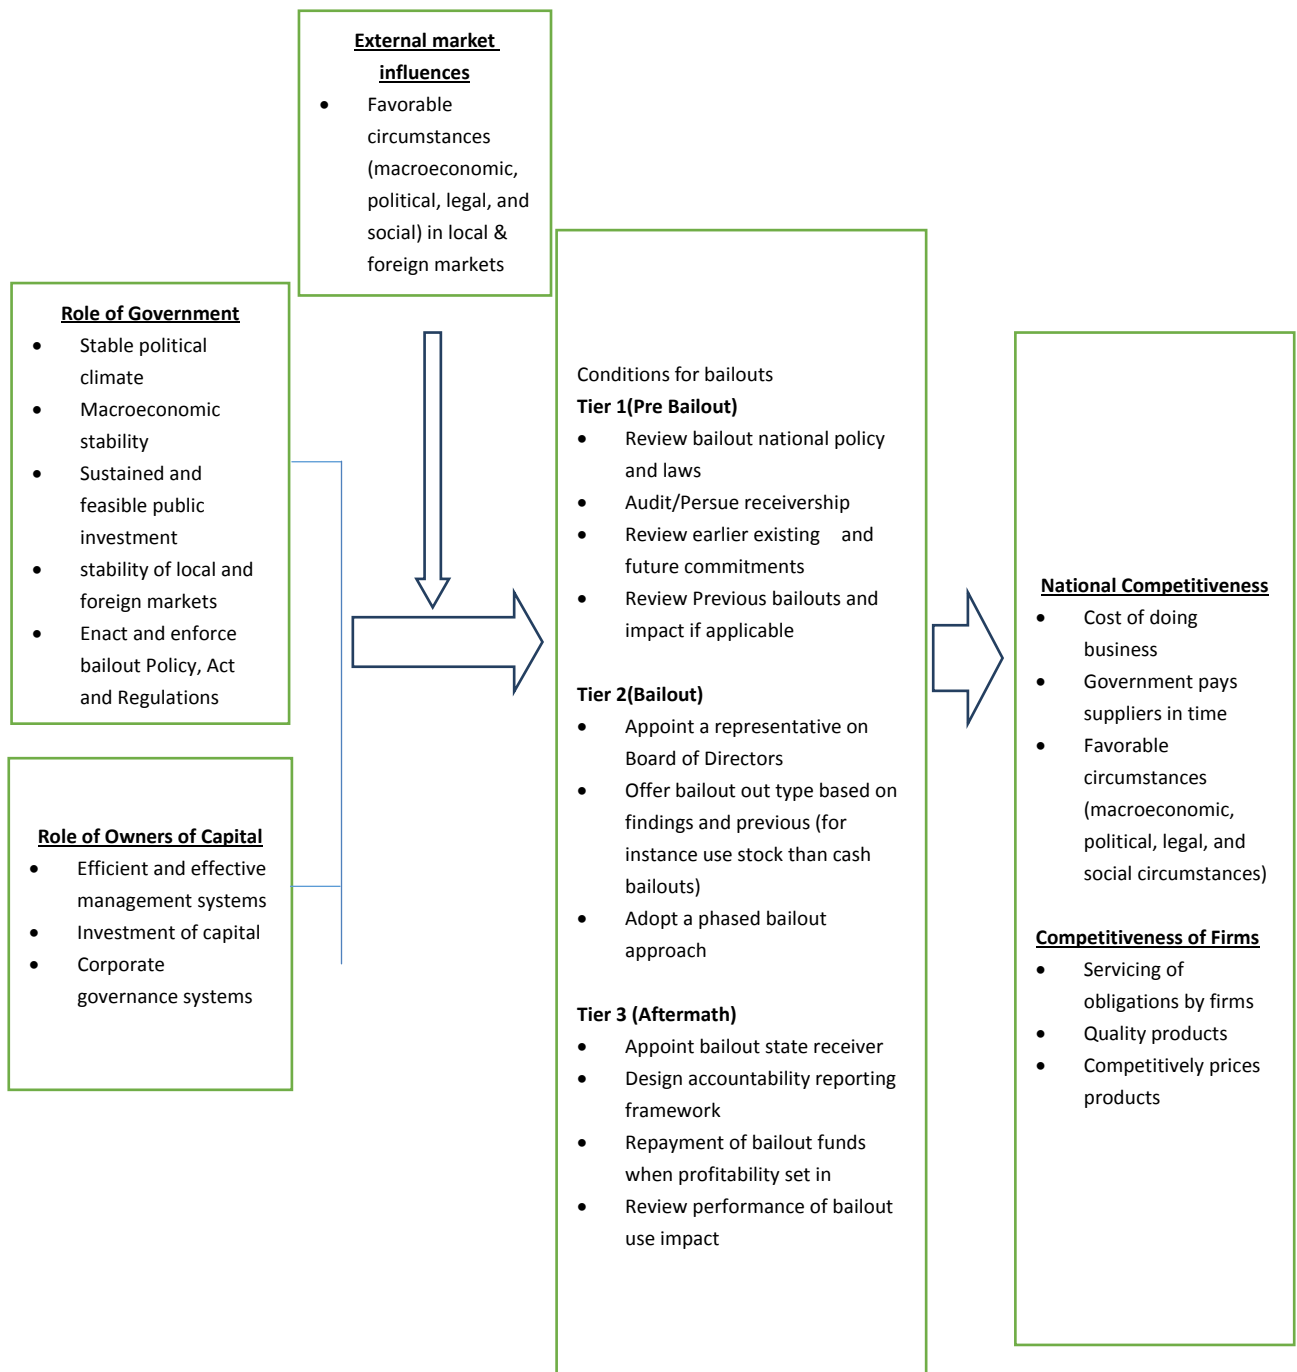 External market
influences
• Favorable
circumstances
(macroeconomic,
political, legal, and
social) in local &
foreign markets
Role of Government
• Stable political
climate
• Macroeconomic
stability
• Sustained and
feasible public
investment
• stability of local and
foreign markets
• Enact and enforce
bailout Policy, Act
and Regulations
Role of Owners of Capital
• Efficient and effective
management systems
• Investment of capital
• Corporate
governance systems
Conditions for bailouts
Tier 1(Pre Bailout)
• Review bailout national policy
and laws
• Audit/Persue receivership
• Review earlier existing and
future commitments
• Review Previous bailouts and
impact if applicable
Tier 2(Bailout)
• Appoint a representative on
Board of Directors
• Offer bailout out type based on
findings and previous (for
instance use stock than cash
bailouts)
• Adopt a phased bailout
approach
Tier 3 (Aftermath)
• Appoint bailout state receiver
• Design accountability reporting
framework
• Repayment of bailout funds
when profitability set in
• Review performance of bailout
use impact
National Competitiveness
• Cost of doing
business
• Government pays
suppliers in time
• Favorable
circumstances
(macroeconomic,
political, legal, and
social circumstances)
Competitiveness of Firms
• Servicing of
obligations by firms
• Quality products
• Competitively prices
products